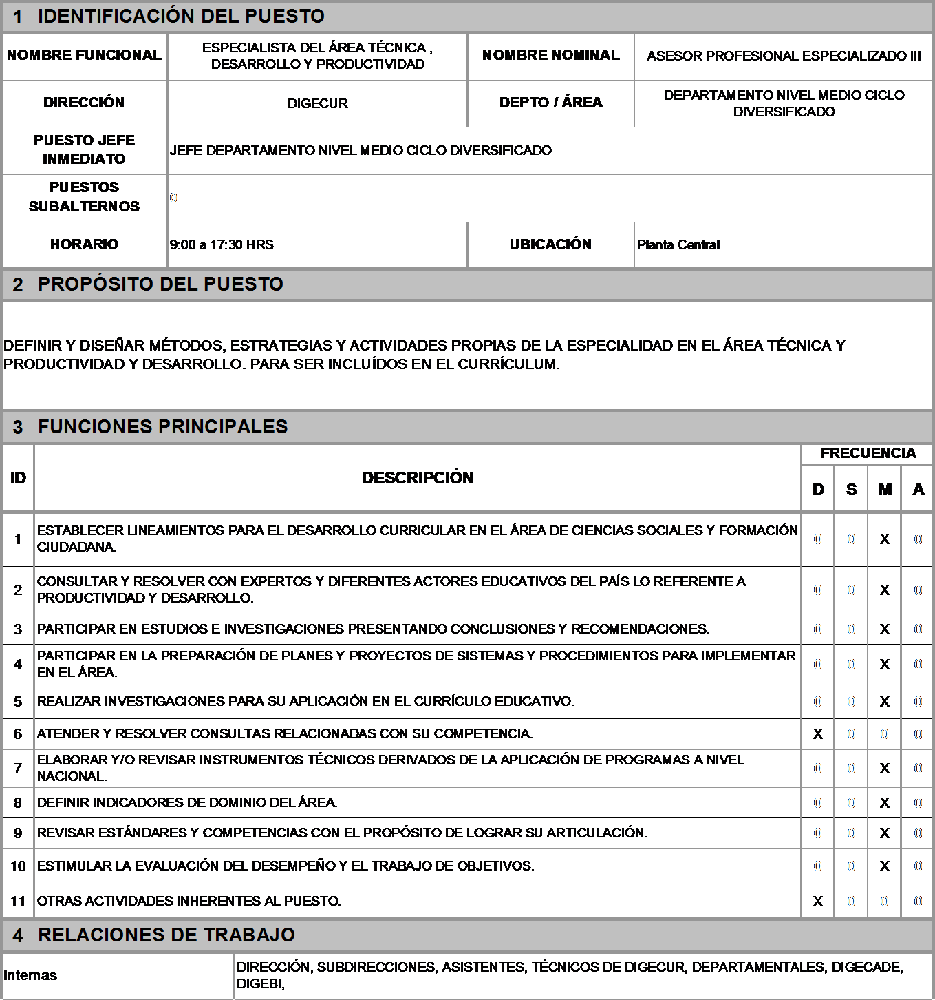 1 IDENTIFICACIÓN DEL PUESTO
NOMBRE FUNCIONAL
ESPECIALISTA DEL ÁREA TÉCNICA ,
DESARROLLO Y PRODUCTIVIDAD
NOMBRE NOMINAL
ASESOR PROFESIONAL ESPECIALIZADO III
DIRECCIÓN
DIGECUR
DEPTO / ÁREA
DEPARTAMENTO NIVEL MEDIO CICLO
DIVERSIFICADO
PUESTO JEFE
INMEDIATO
JEFE DEPARTAMENTO NIVEL MEDIO CICLO DIVERSIFICADO
PUESTOS
SUBALTERNOS
0
HORARIO
9:00 a 17:30 HRS
UBICACIÓN
Planta Central
2 PROPÓSITO DEL PUESTO
DEFINIR Y DISEÑAR MÉTODOS, ESTRATEGIAS Y ACTIVIDADES PROPIAS DE LA ESPECIALIDAD EN EL ÁREA TÉCNICA Y
PRODUCTIVIDAD Y DESARROLLO. PARA SER INCLUÍDOS EN EL CURRÍCULUM.
3 FUNCIONES PRINCIPALES
ID
DESCRIPCIÓN
FRECUENCIA
D S M A
1 ESTABLECER LINEAMIENTOS PARA EL DESARROLLO CURRICULAR EN EL ÁREA DE CIENCIAS SOCIALES Y FORMACIÓN
CIUDADANA.
0 0 X 0
2 CONSULTAR Y RESOLVER CON EXPERTOS Y DIFERENTES ACTORES EDUCATIVOS DEL PAÍS LO REFERENTE A
PRODUCTIVIDAD Y DESARROLLO.
0 0 X 0
3 PARTICIPAR EN ESTUDIOS E INVESTIGACIONES PRESENTANDO CONCLUSIONES Y RECOMENDACIONES. 0 0 X 0
4 PARTICIPAR EN LA PREPARACIÓN DE PLANES Y PROYECTOS DE SISTEMAS Y PROCEDIMIENTOS PARA IMPLEMENTAR
EN EL ÁREA.
0 0 X 0
5 REALIZAR INVESTIGACIONES PARA SU APLICACIÓN EN EL CURRÍCULO EDUCATIVO. 0 0 X 0
6 ATENDER Y RESOLVER CONSULTAS RELACIONADAS CON SU COMPETENCIA. X 0 0 0
7 ELABORAR Y/O REVISAR INSTRUMENTOS TÉCNICOS DERIVADOS DE LA APLICACIÓN DE PROGRAMAS A NIVEL
NACIONAL.
0 0 X 0
8 DEFINIR INDICADORES DE DOMINIO DEL ÁREA. 0 0 X 0
9 REVISAR ESTÁNDARES Y COMPETENCIAS CON EL PROPÓSITO DE LOGRAR SU ARTICULACIÓN. 0 0 X 0
10 ESTIMULAR LA EVALUACIÓN DEL DESEMPEÑO Y EL TRABAJO DE OBJETIVOS. 0 0 X 0
11 OTRAS ACTIVIDADES INHERENTES AL PUESTO. X 0 0 0
4 RELACIONES DE TRABAJO
Internas
DIRECCIÓN, SUBDIRECCIONES, ASISTENTES, TÉCNICOS DE DIGECUR, DEPARTAMENTALES, DIGECADE,
DIGEBI,